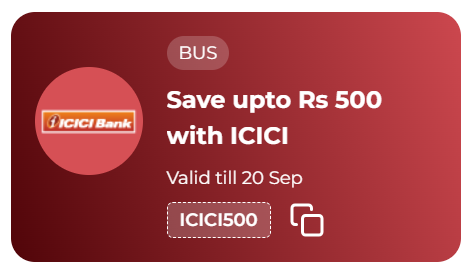 BUS
Save upto Rs 500
with ICICI
ICICI Bank
Valid till 20 Sep
ICICI500